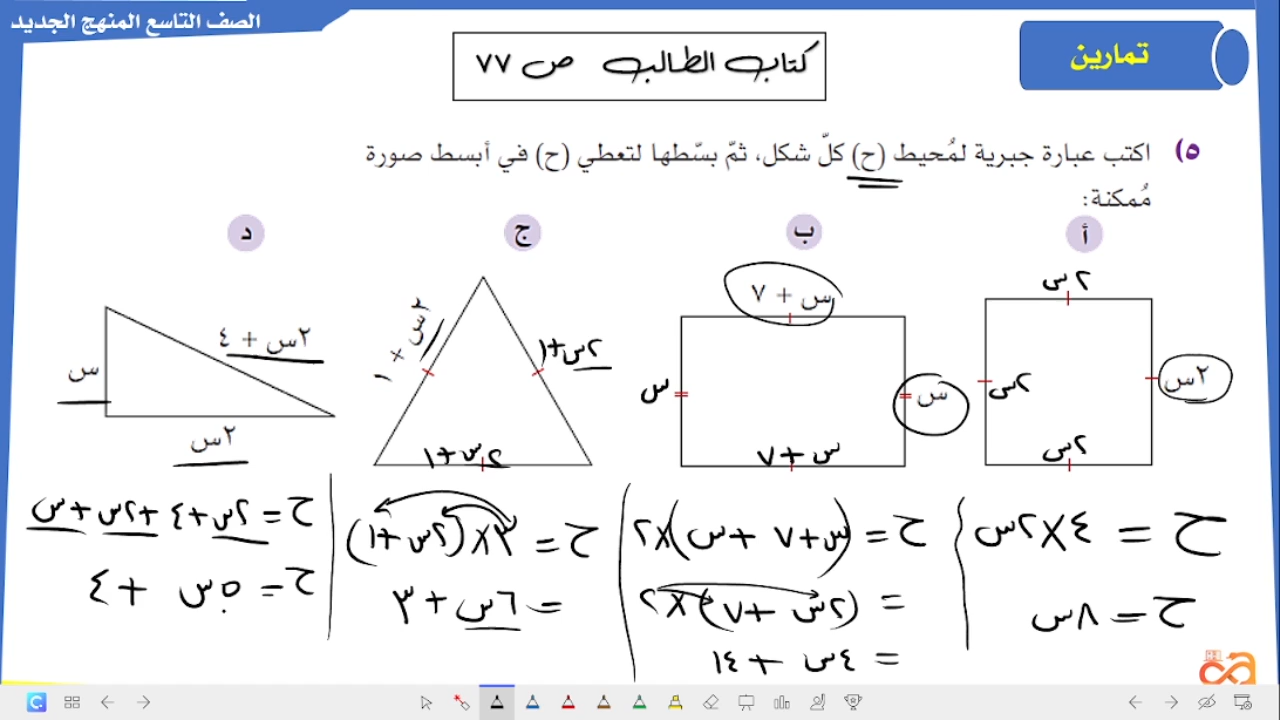 الصف التاسع المنهج الجديد
تمارين
كتاب الطالب ص ٧٧
٥) اكتب عبارة جبرية لمُحيط (ح) كلّ شكل، ثمّ بسّطها لتعطي (ح) في أبسط صورة
مُمكنة:
أ
٢س
٢س
٢س
٢س
ح = ٤×٢س
ح = ٨س
ب
س + ٧
س
س
س + ٧
ح = (س + ٧ + س)×٢
= (٢س + ٧)×٢
= ٤س + ١٤
ج
٢س + ١
٢س + ١
٢س + ١
ح = ٣×(٢س + ١)
= ٦س + ٣
د
٢س + ٤
س
٢س
ح = ٢س + ٤ + ٢س + س
ح = ٥س + ٤